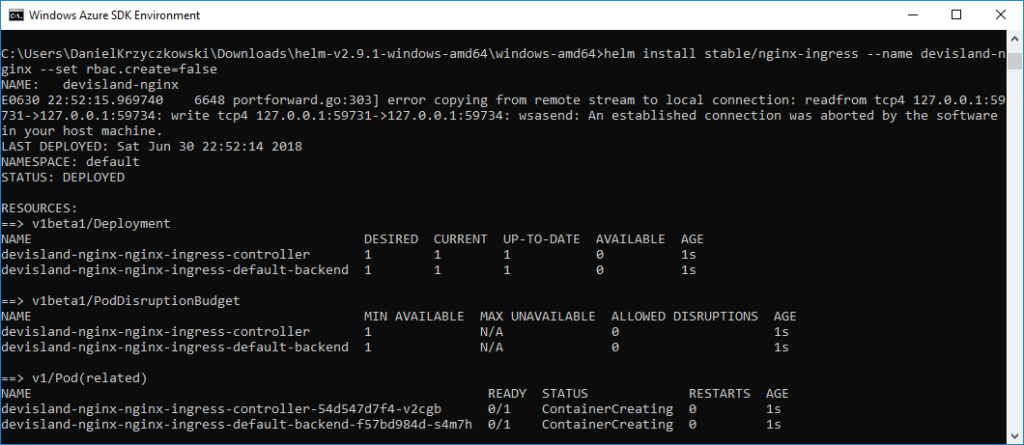 Windows Azure SDK Environment
C:\Users\DanielKrzyczkowski\Downloads\helm-v2.9.1-windows-amd64\windows-amd64>helm install stable/nginx-ingress --name devisland-n
ginx --set rbac.create=false
NAME:   devisland-nginx
E0630 22:52:15.969740    6648 portforward.go:303] error copying from remote stream to local connection: readfrom tcp4 127.0.0.1:59
731->127.0.0.1:59734: write tcp4 127.0.0.1:59731->127.0.0.1:59734: wsasend: An established connection was aborted by the software
in your host machine.
LAST DEPLOYED: Sat Jun 30 22:52:14 2018
NAMESPACE: default
STATUS: DEPLOYED
RESOURCES:
==> v1beta1/Deployment
NAME                                           DESIRED  CURRENT  UP-TO-DATE  AVAILABLE  AGE
devisland-nginx-nginx-ingress-controller       1        1        1           0          1s
devisland-nginx-nginx-ingress-default-backend  1        1        1           0          1s
==> v1beta1/PodDisruptionBudget
NAME                                           MIN AVAILABLE  MAX UNAVAILABLE  ALLOWED DISRUPTIONS  AGE
devisland-nginx-nginx-ingress-controller       1              N/A              0                    1s
devisland-nginx-nginx-ingress-default-backend  1              N/A              0                    1s
==> v1/Pod(related)
NAME                                                            READY  STATUS             RESTARTS  AGE
devisland-nginx-nginx-ingress-controller-54d547d7f4-v2cgb       0/1    ContainerCreating  0         1s
devisland-nginx-nginx-ingress-default-backend-f57bd984d-s4m7h  0/1    ContainerCreating  0         1s